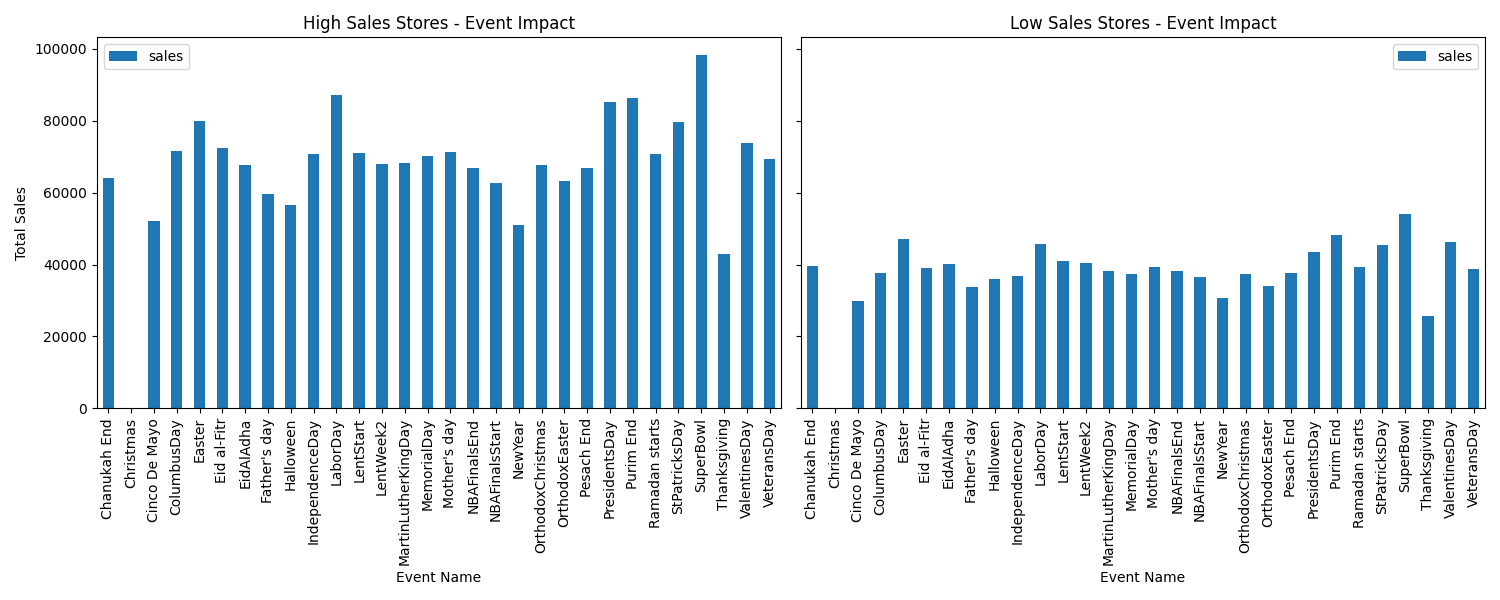 High Sales Stores - Event Impact
sales
Total Sales
100000
80000
60000
40000
20000
0
Chanukah End
Christmas
Cinco De Mayo
ColumbusDay
Easter
Eid al-Fitr
EidAlAdha
Father's day
Halloween
IndependenceDay
LaborDay
LentStart
LentWeek2
MartinLutherKingDay
MemorialDay
Mother's day
NBAFinalsEnd
NBAFinalsStart
NewYear
OrthodoxChristmas
OrthodoxEaster
Pesach End
PresidentsDay
Purim End
Ramadan starts
StPatricksDay
SuperBowl
Thanksgiving
ValentinesDay
VeteransDay
Event Name
Low Sales Stores - Event Impact
sales
Chanukah End
Christmas
Cinco De Mayo
ColumbusDay
Easter
Eid al-Fitr
EidAlAdha
Father's day
Halloween
IndependenceDay
LaborDay
LentStart
LentWeek2
MartinLutherKingDay
MemorialDay
Mother's day
NBAFinalsEnd
NBAFinalsStart
NewYear
OrthodoxChristmas
OrthodoxEaster
Pesach End
PresidentsDay
Purim End
Ramadan starts
StPatricksDay
SuperBowl
Thanksgiving
ValentinesDay
VeteransDay
Event Name